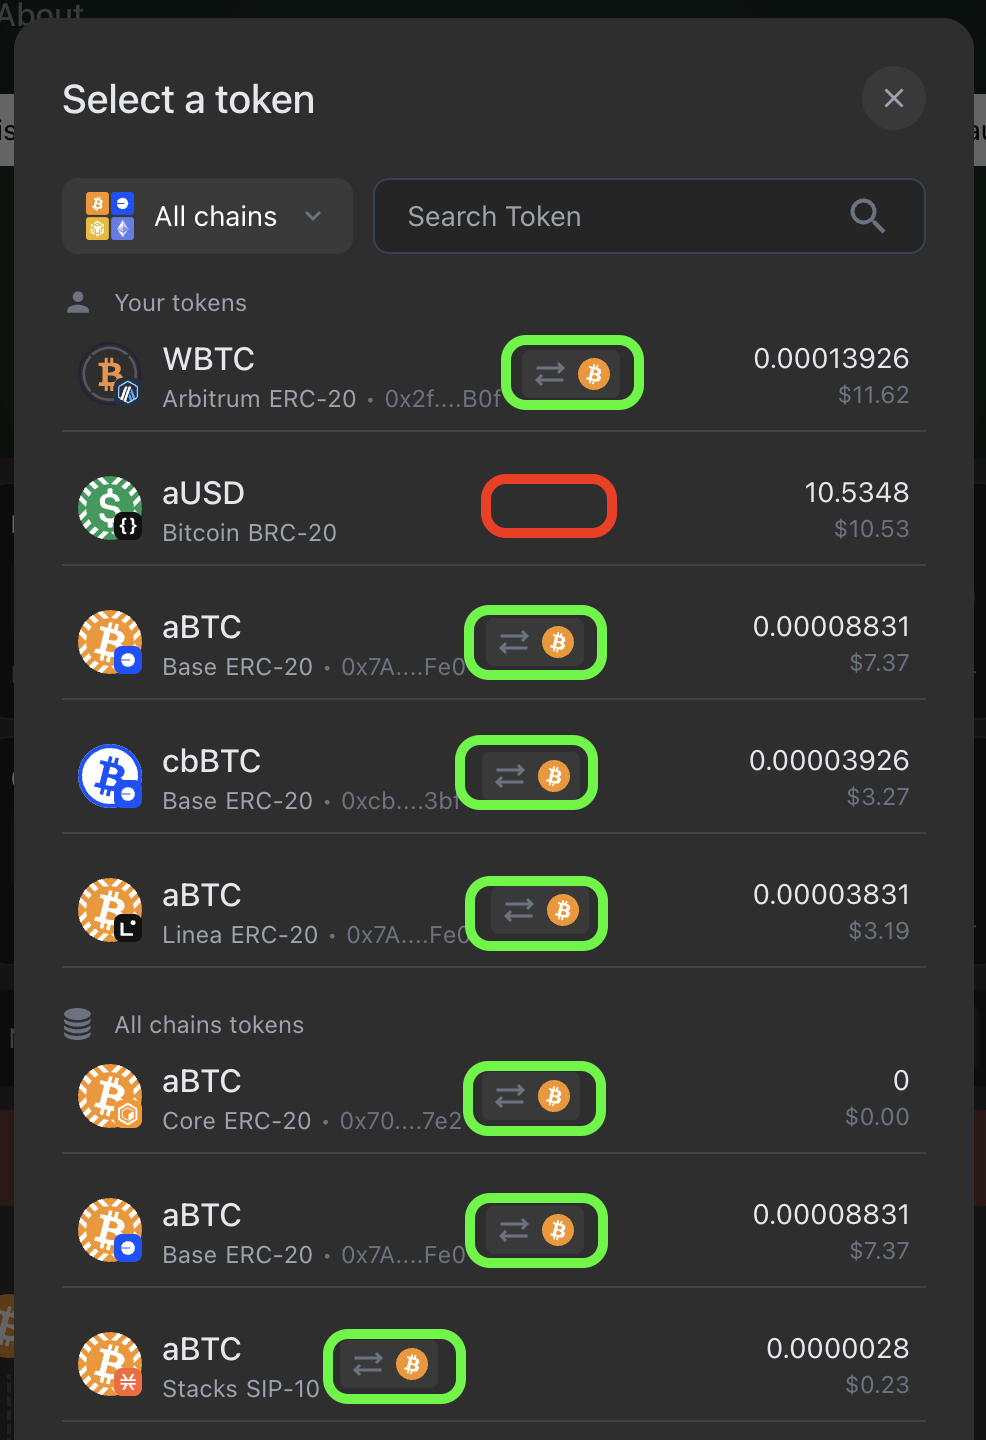 About
Select a token
All chains
Search Token
Your tokens
WBTC
0.00013926
Arbitrum ERC-20 • 0x2f....B0f
$11.62
aUSD
10.5348
Bitcoin BRC-20
$10.53
aBTC
0.00008831
Base ERC-20 • 0x7A....Fe0
$7.37
cbBTC
0.00003926
Base ERC-20 • 0xcb....3bf
$3.27
aBTC
0.00003831
Linea ERC-20 • 0x7A....Fe0
$3.19
All chains tokens
aBTC
0
Core ERC-20 • 0x70....7e2
$0.00
aBTC
0.00008831
Base ERC-20 • 0x7A....Fe0
$7.37
aBTC
0.0000028
Stacks SIP-10
$0.23